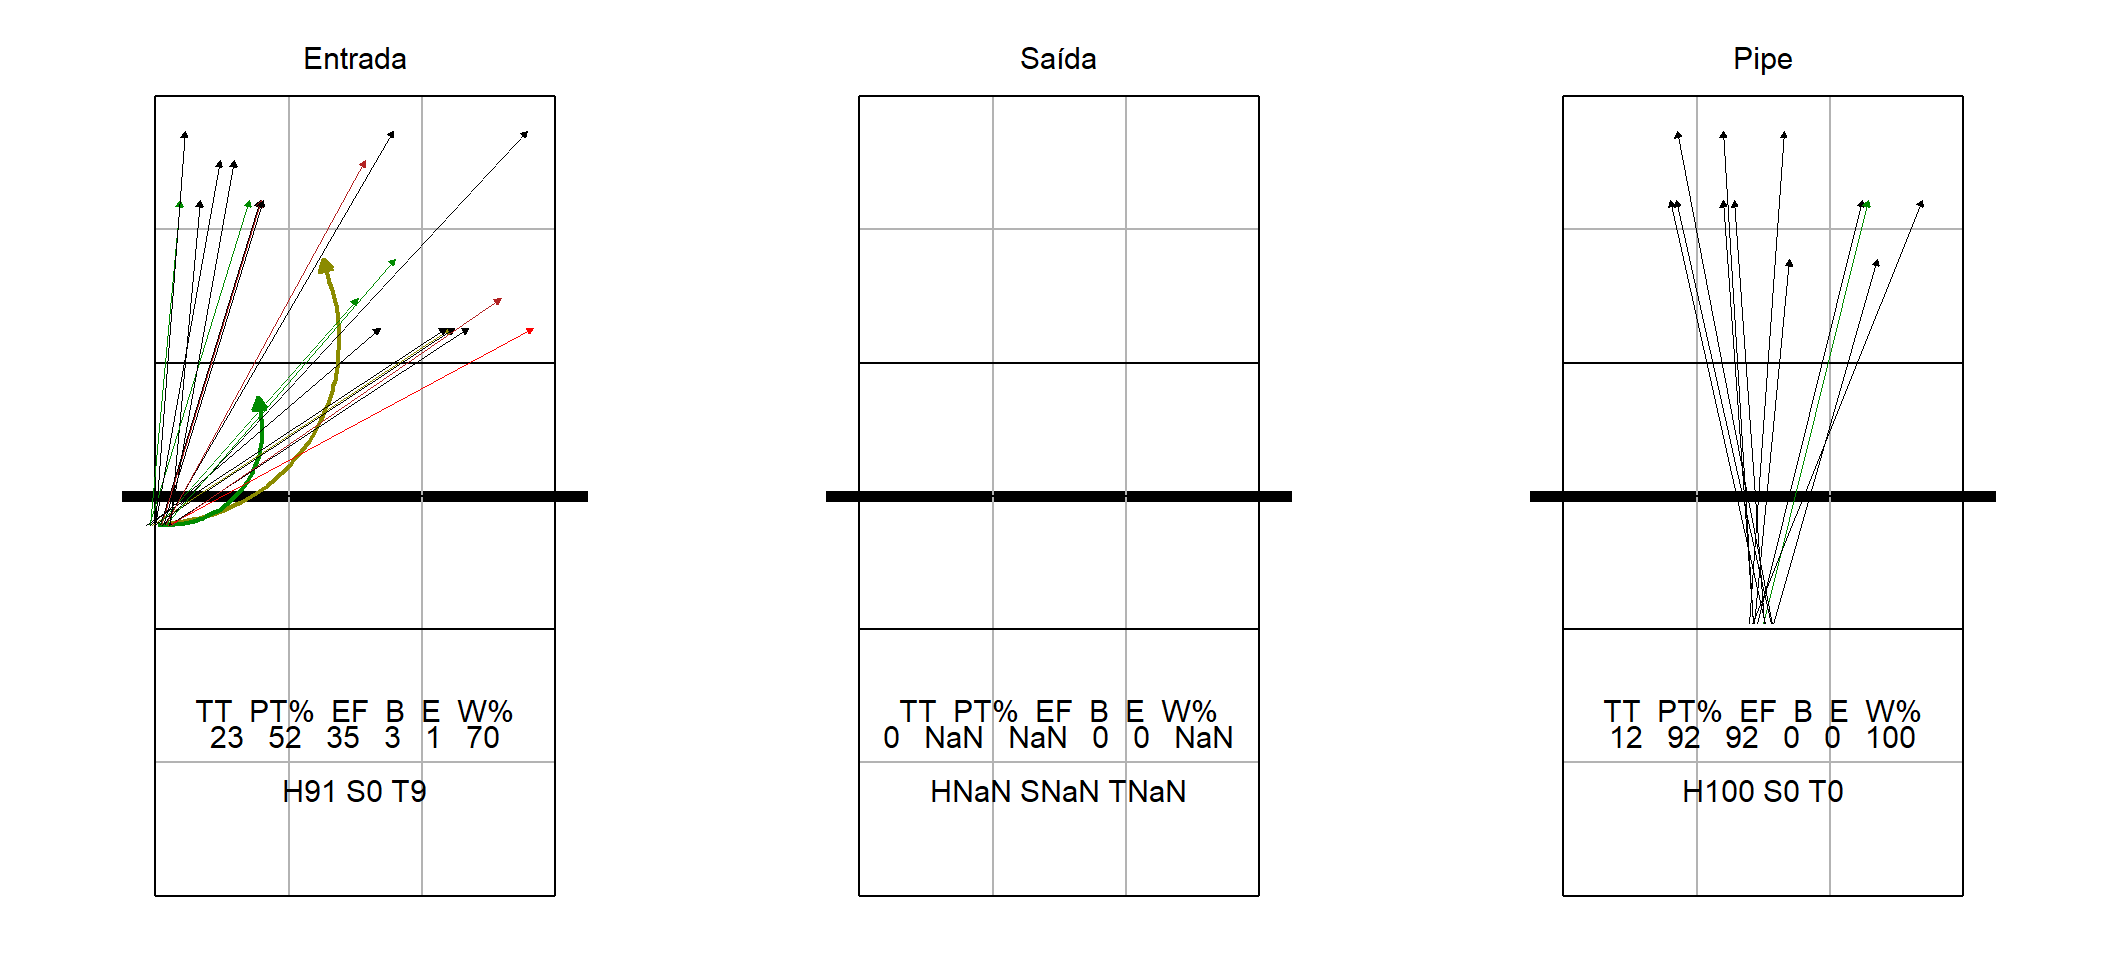 Entrada
TT PT% EF B E W%
23 52 35 3 1 70
H91 S0 T9
Saída
TT PT% EF B E W%
0 NaN NaN 0 0 NaN
HNaN SNaN TNaN
Pipe
TT PT% EF B E W%
12 92 92 0 0 100
H100 S0 T0